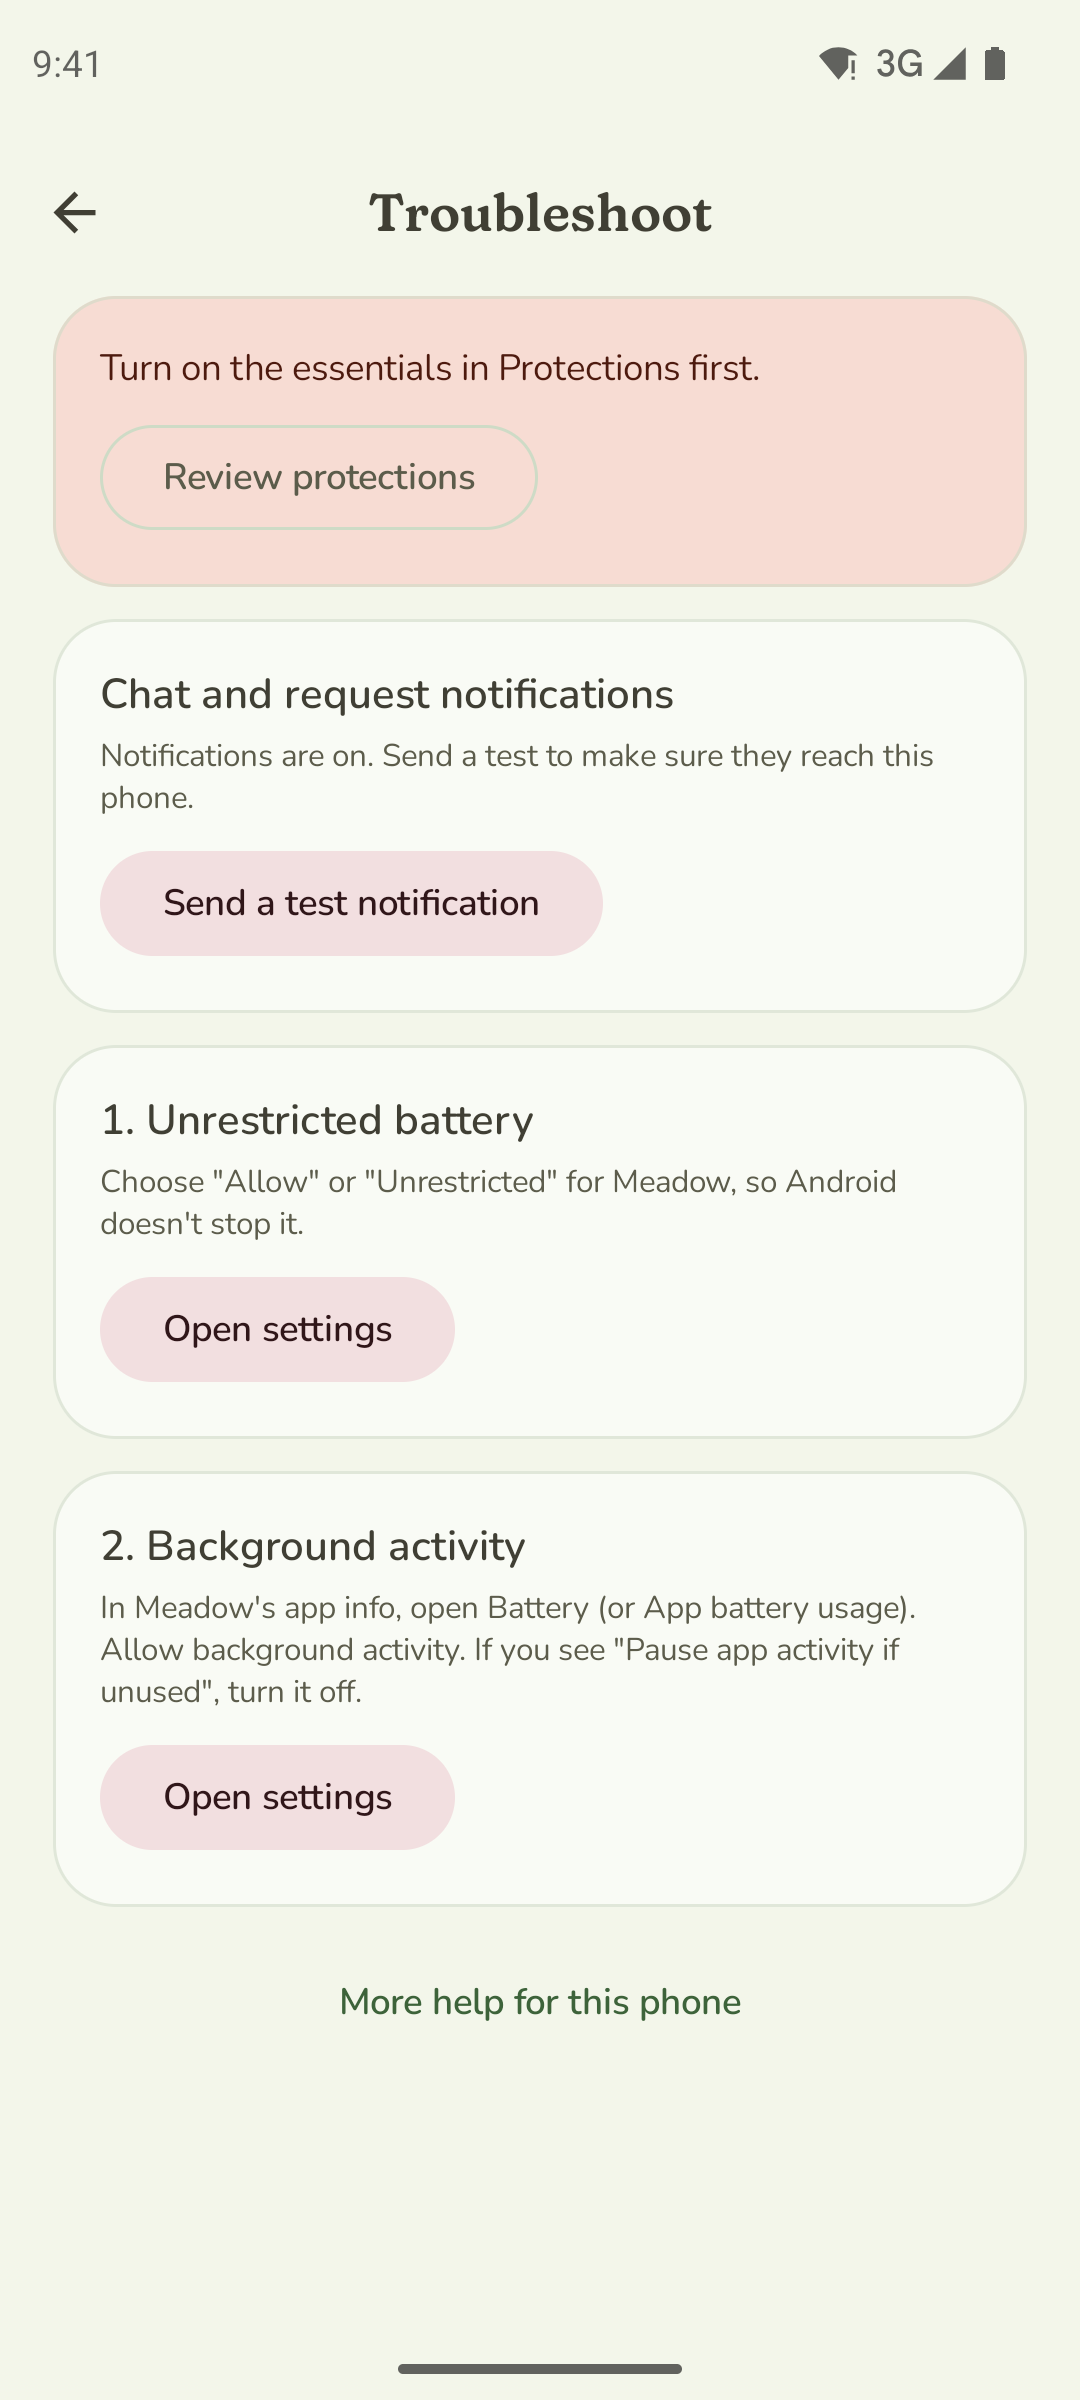 9:41
3G
Troubleshoot
Turn on the essentials in Protections first.
Review protections
Chat and request notifications
Notifications are on. Send a test to make sure they reach this
phone.
Send a test notification
1. Unrestricted battery
Choose "Allow" or "Unrestricted" for Meadow, so Android
doesn't stop it.
Open settings
2. Background activity
In Meadow's app info, open Battery (or App battery usage).
Allow background activity. If you see "Pause app activity if
unused", turn it off.
Open settings
More help for this phone